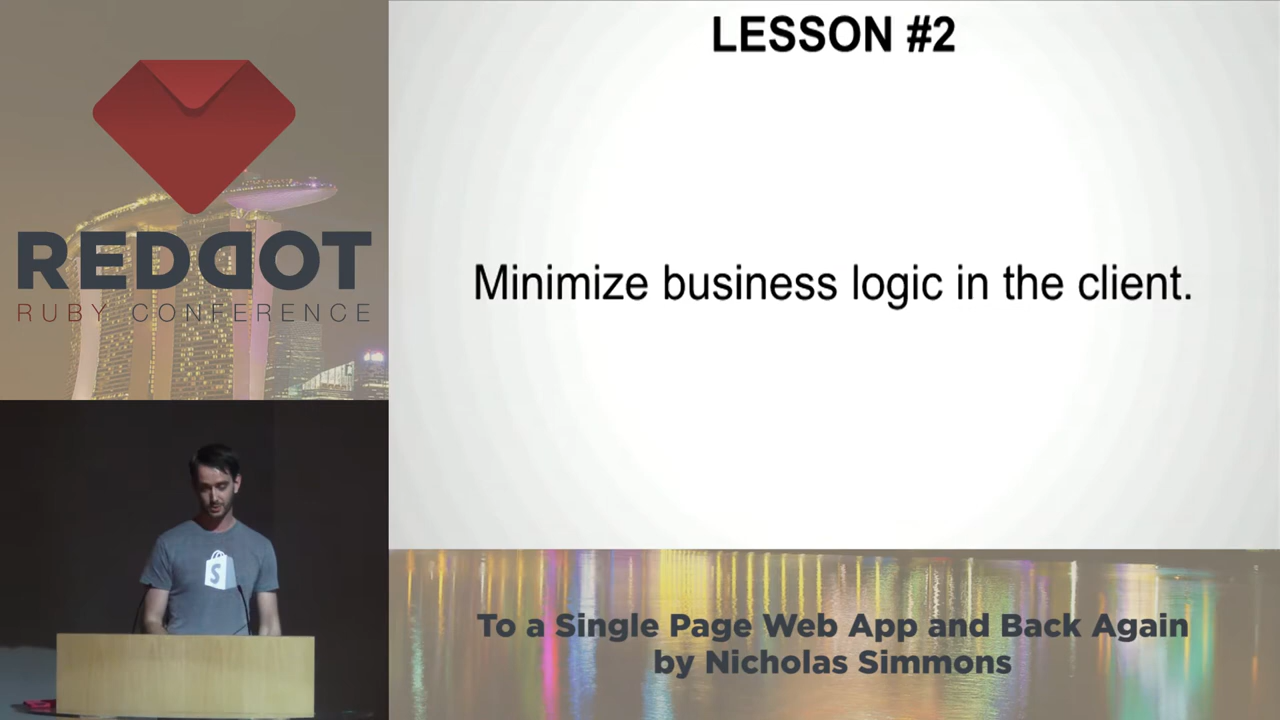 LESSON #2
Minimize business logic in the client.
REDDOT
RUBY CONFERENCE
S
To a Single Page Web App and Back Again
by Nicholas Simmons